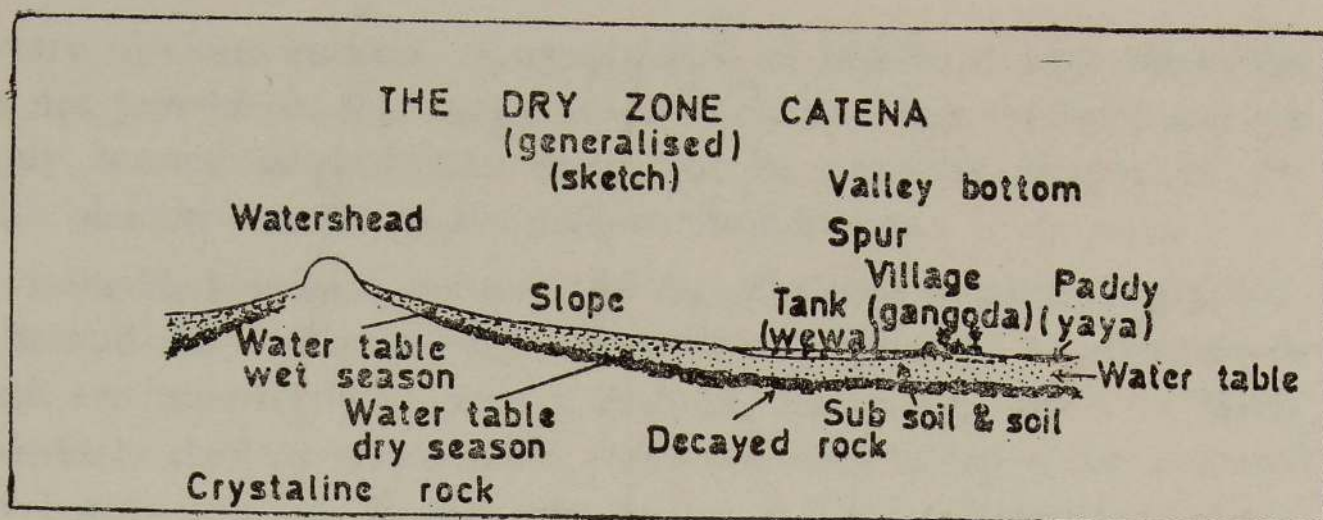 THE DRY ZONE CATENA
(generalised)
(sketch)
Watershead
Valley bottom
Spur
Slope
Tank
(wewa)
Village
(gangoda)
Paddy
(yaya)
Water table
wet season
Water table
dry season
Decayed rock
Sub soil & soil
Water table
Crystaline rock